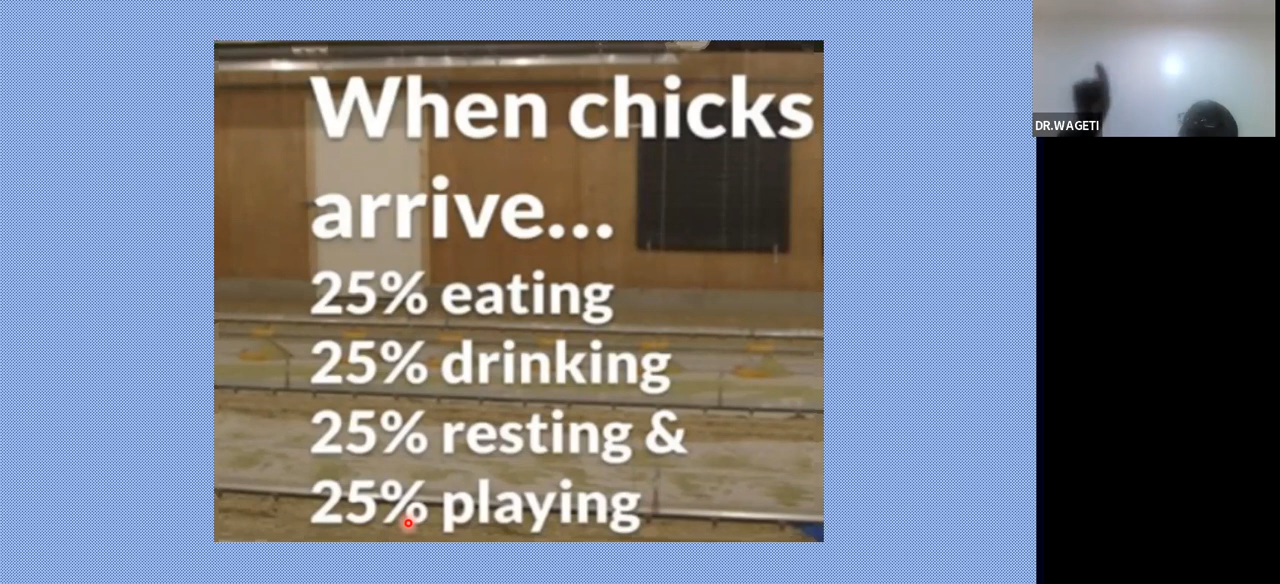 When chicks
arrive...
25% eating
25% drinking
25% resting &
25% playing
DR.WAGETI